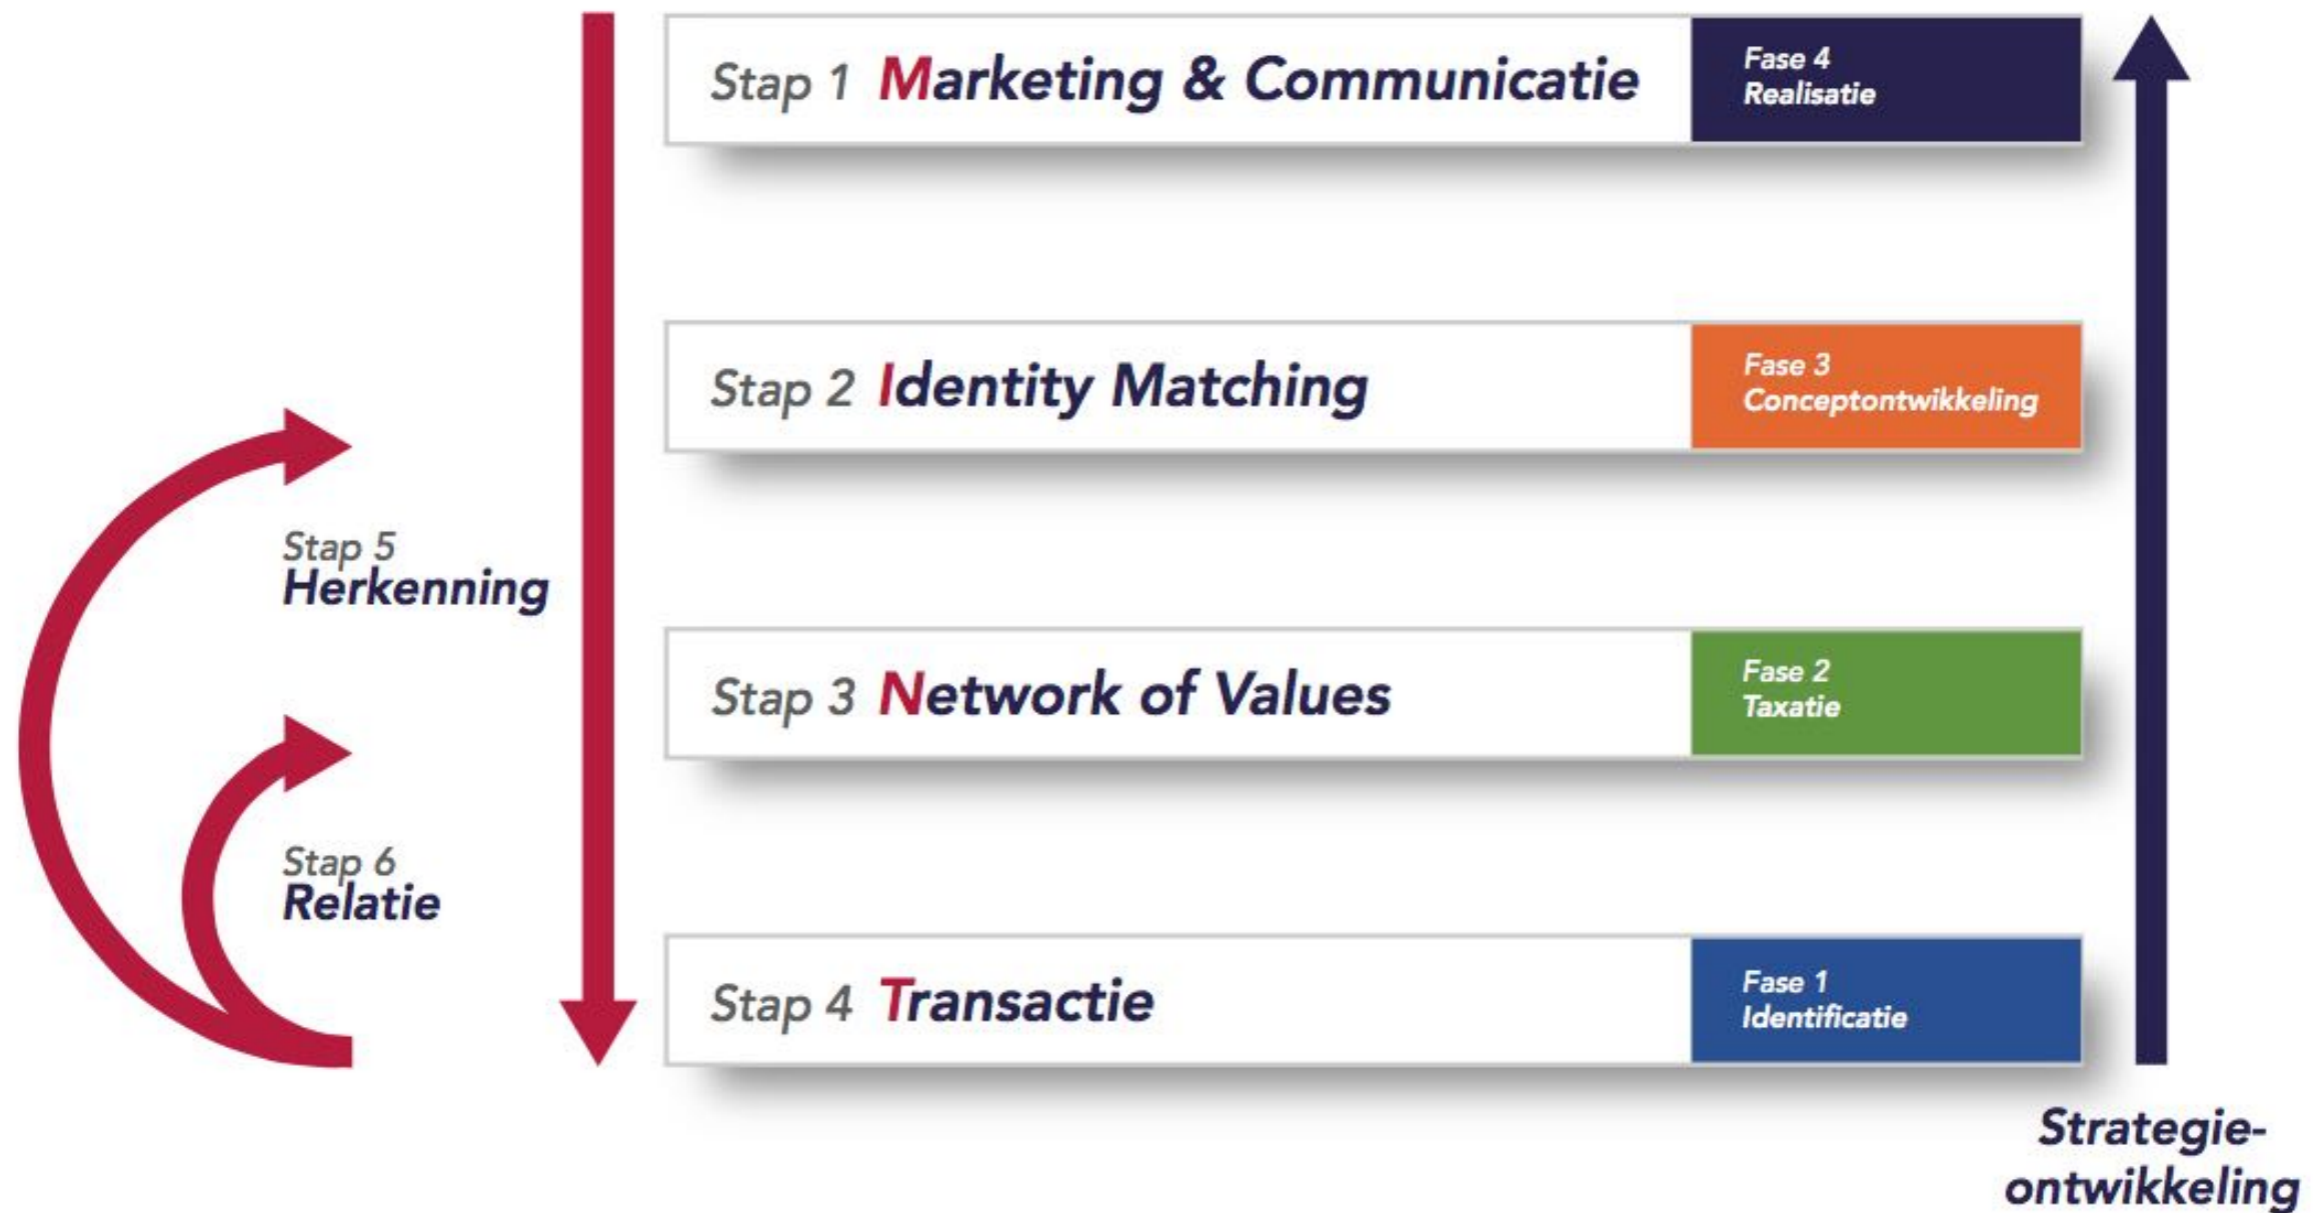 Stap 1 Marketing & Communicatie
Fase 4
Realisatie
Stap 2 Identity Matching
Fase 3
Conceptontwikkeling
Stap 5
Herkenning
Stap 3 Network of Values
Fase 2
Taxatie
Stap 6
Relatie
Stap 4 Transactie
Fase 1
Identificatie
Strategie-
ontwikkeling